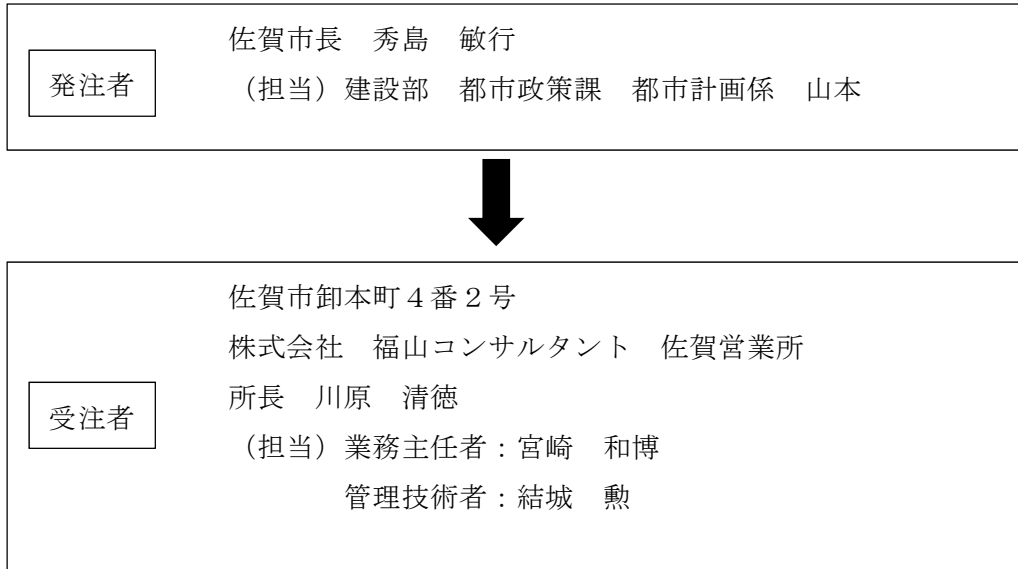 佐賀市長　秀島　敏行
発注者
（担当）建設部　都市政策課　都市計画係　山本
佐賀市卸本町４番２号
株式会社　福山コンサルタント　佐賀営業所
所長　川原　清徳
受注者
（担当）業務主任者：宮崎　和博
管理技術者：結城　勲